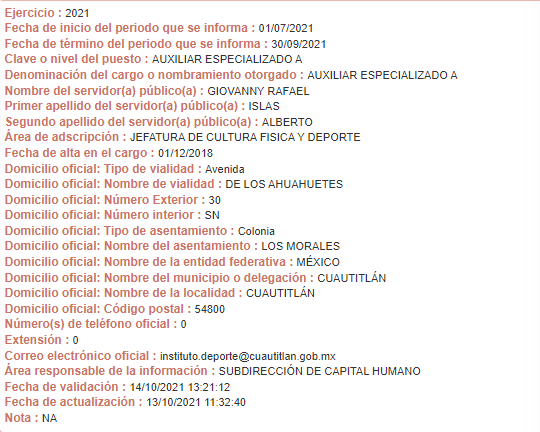 Ejercicio : 2021
Fecha de inicio del periodo que se informa : 01/07/2021
Fecha de término del periodo que se informa : 30/09/2021
Clave o nivel del puesto : AUXILIAR ESPECIALIZADO A
Denominación del cargo o nombramiento otorgado : AUXILIAR ESPECIALIZADO A
Nombre del servidor(a) público(a) : GIOVANNY RAFAEL
Primer apellido del servidor(a) público(a) : ISLAS
Segundo apellido del servidor(a) público(a) : ALBERTO
Área de adscripción : JEFATURA DE CULTURA FISICA Y DEPORTE
Fecha de alta en el cargo : 01/12/2018
Domicilio oficial: Tipo de vialidad : Avenida
Domicilio oficial: Nombre de vialidad : DE LOS AHUAHUETES
Domicilio oficial: Número Exterior : 30
Domicilio oficial: Número interior : SN
Domicilio oficial: Tipo de asentamiento : Colonia
Domicilio oficial: Nombre del asentamiento : LOS MORALES
Domicilio oficial: Nombre de la entidad federativa : MÉXICO
Domicilio oficial: Nombre del municipio o delegación : CUAUTITLÁN
Domicilio oficial: Nombre de la localidad : CUAUTITLÁN
Domicilio oficial: Código postal : 54800
Número(s) de teléfono oficial : 0
Extensión : 0
Correo electrónico oficial : instituto.deporte@cuautitlan.gob.mx
Área responsable de la información : SUBDIRECCIÓN DE CAPITAL HUMANO
Fecha de validación : 14/10/2021 13:21:12
Fecha de actualización : 13/10/2021 11:32:40
Nota : NA